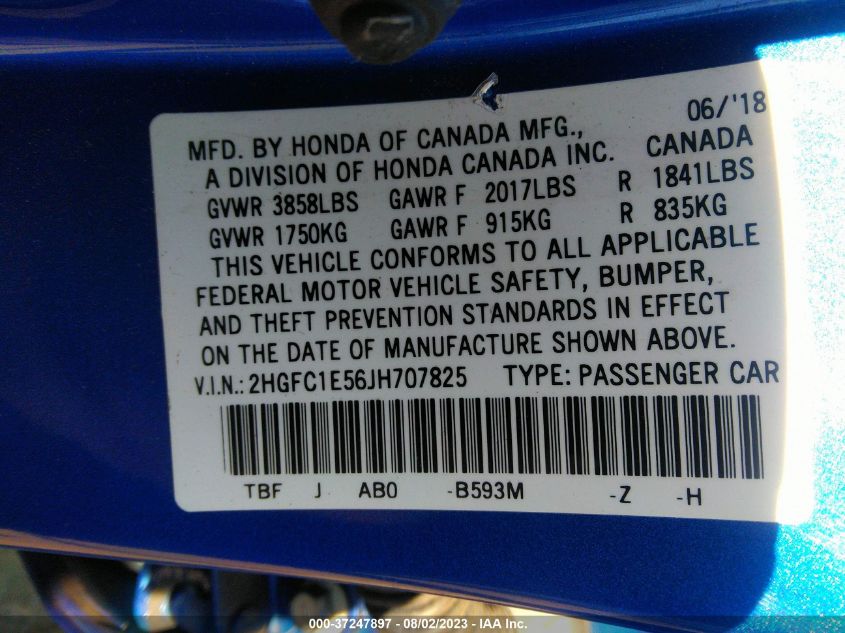 06/'18
MFD. BY HONDA OF CANADA MFG., CANADA
A DIVISION OF HONDA CANADA INC.
GVWR 3858LBS GAWR F 2017LBS R 1841LBS
GVWR 1750KG GAWR F 915KG R 835KG
THIS VEHICLE CONFORMS TO ALL APPLICABLE
FEDERAL MOTOR VEHICLE SAFETY, BUMPER,
AND THEFT PREVENTION STANDARDS IN EFFECT
ON THE DATE OF MANUFACTURE SHOWN ABOVE.
V.I.N.: 2HGFC1E56JH707825 TYPE: PASSENGER CAR
TBF J AB0 -B593M -Z -H
000-37247897 - 08/02/2023 - IAA Inc.